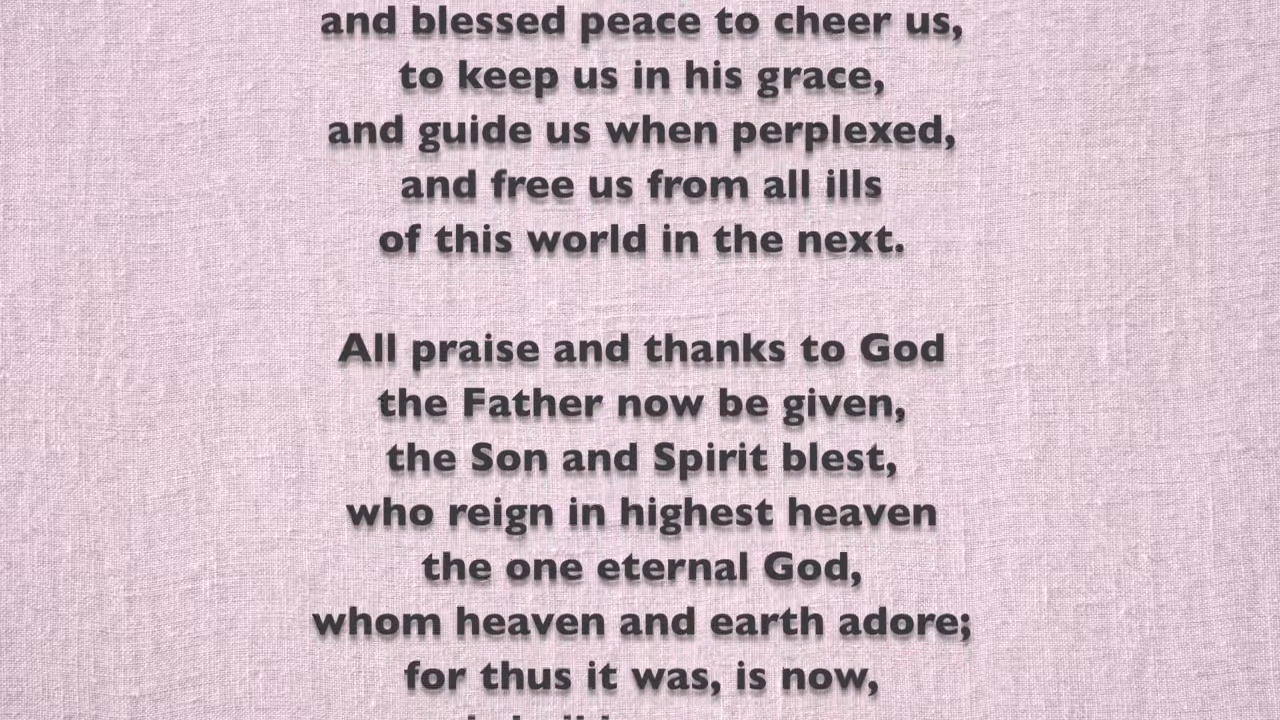 and blessed peace to cheer us,
to keep us in his grace,
and guide us when perplexed,
and free us from all ills
of this world in the next.
All praise and thanks to God
the Father now be given,
the Son and Spirit blest,
who reign in highest heaven
the one eternal God,
whom heaven and earth adore;
for thus it was, is now,